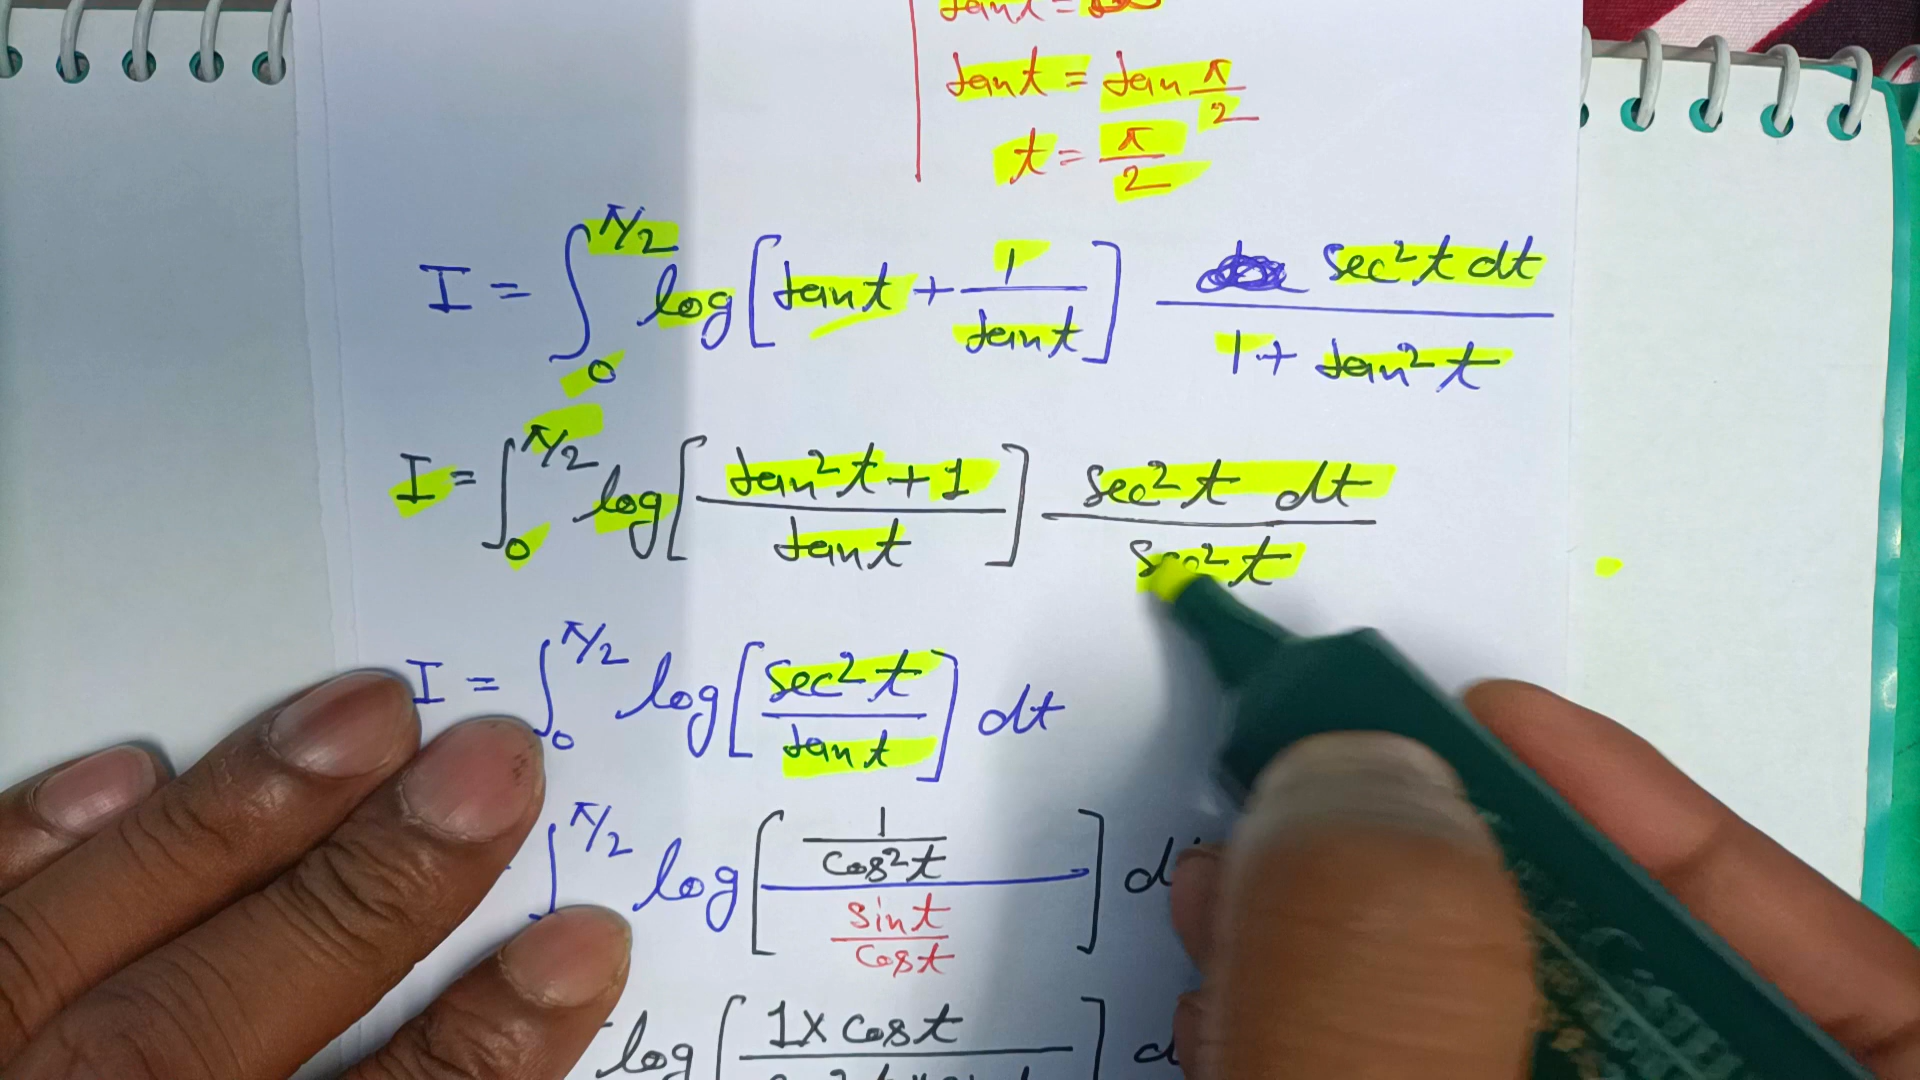 tant =
tant = tan π/2
t = π/2
I = ∫₀^π/2 log[tant + 1/tant] sec²t dt / 1 + tan²t
I = ∫₀^π/2 log[tan²t + 1 / tant] sec²t dt / sec²t
I = ∫₀^π/2 log[sec²t / tant] dt
∫^π/2 log[1/cos²t / sint/cost] d
log[1 x cost